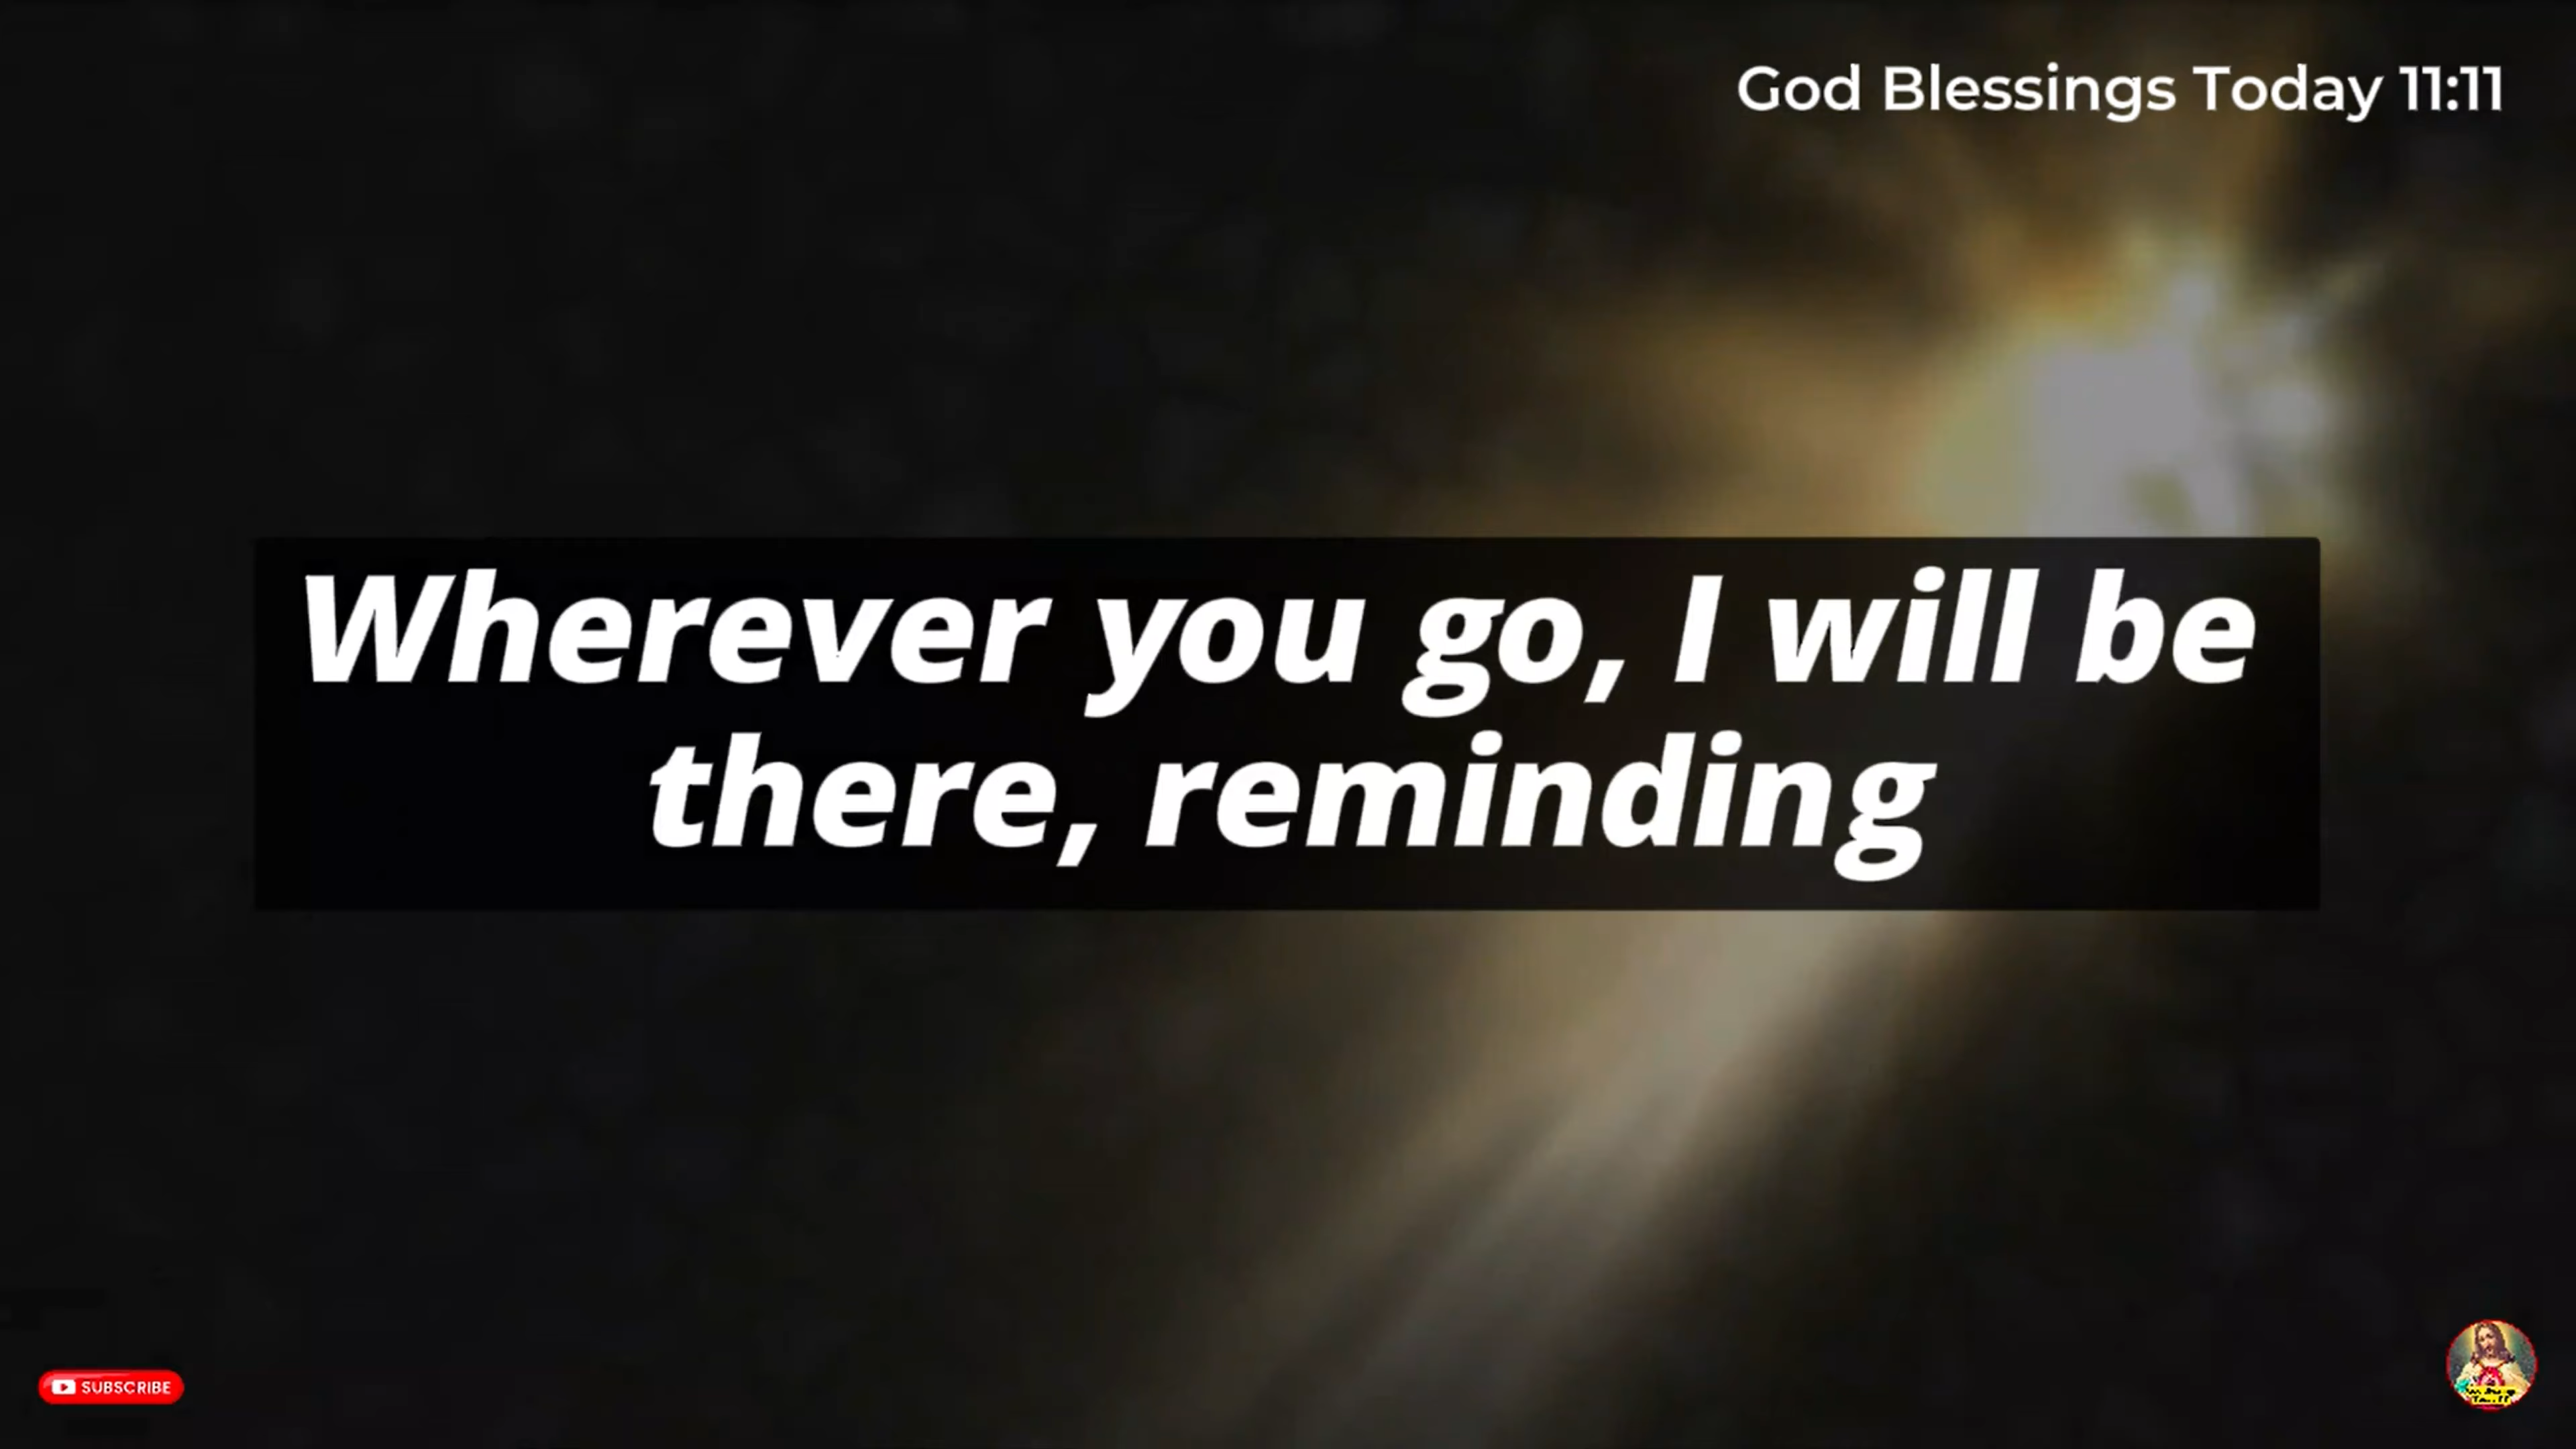 God Blessings Today 11:11
Wherever you go, I will be
there, reminding
SUBSCRIBE